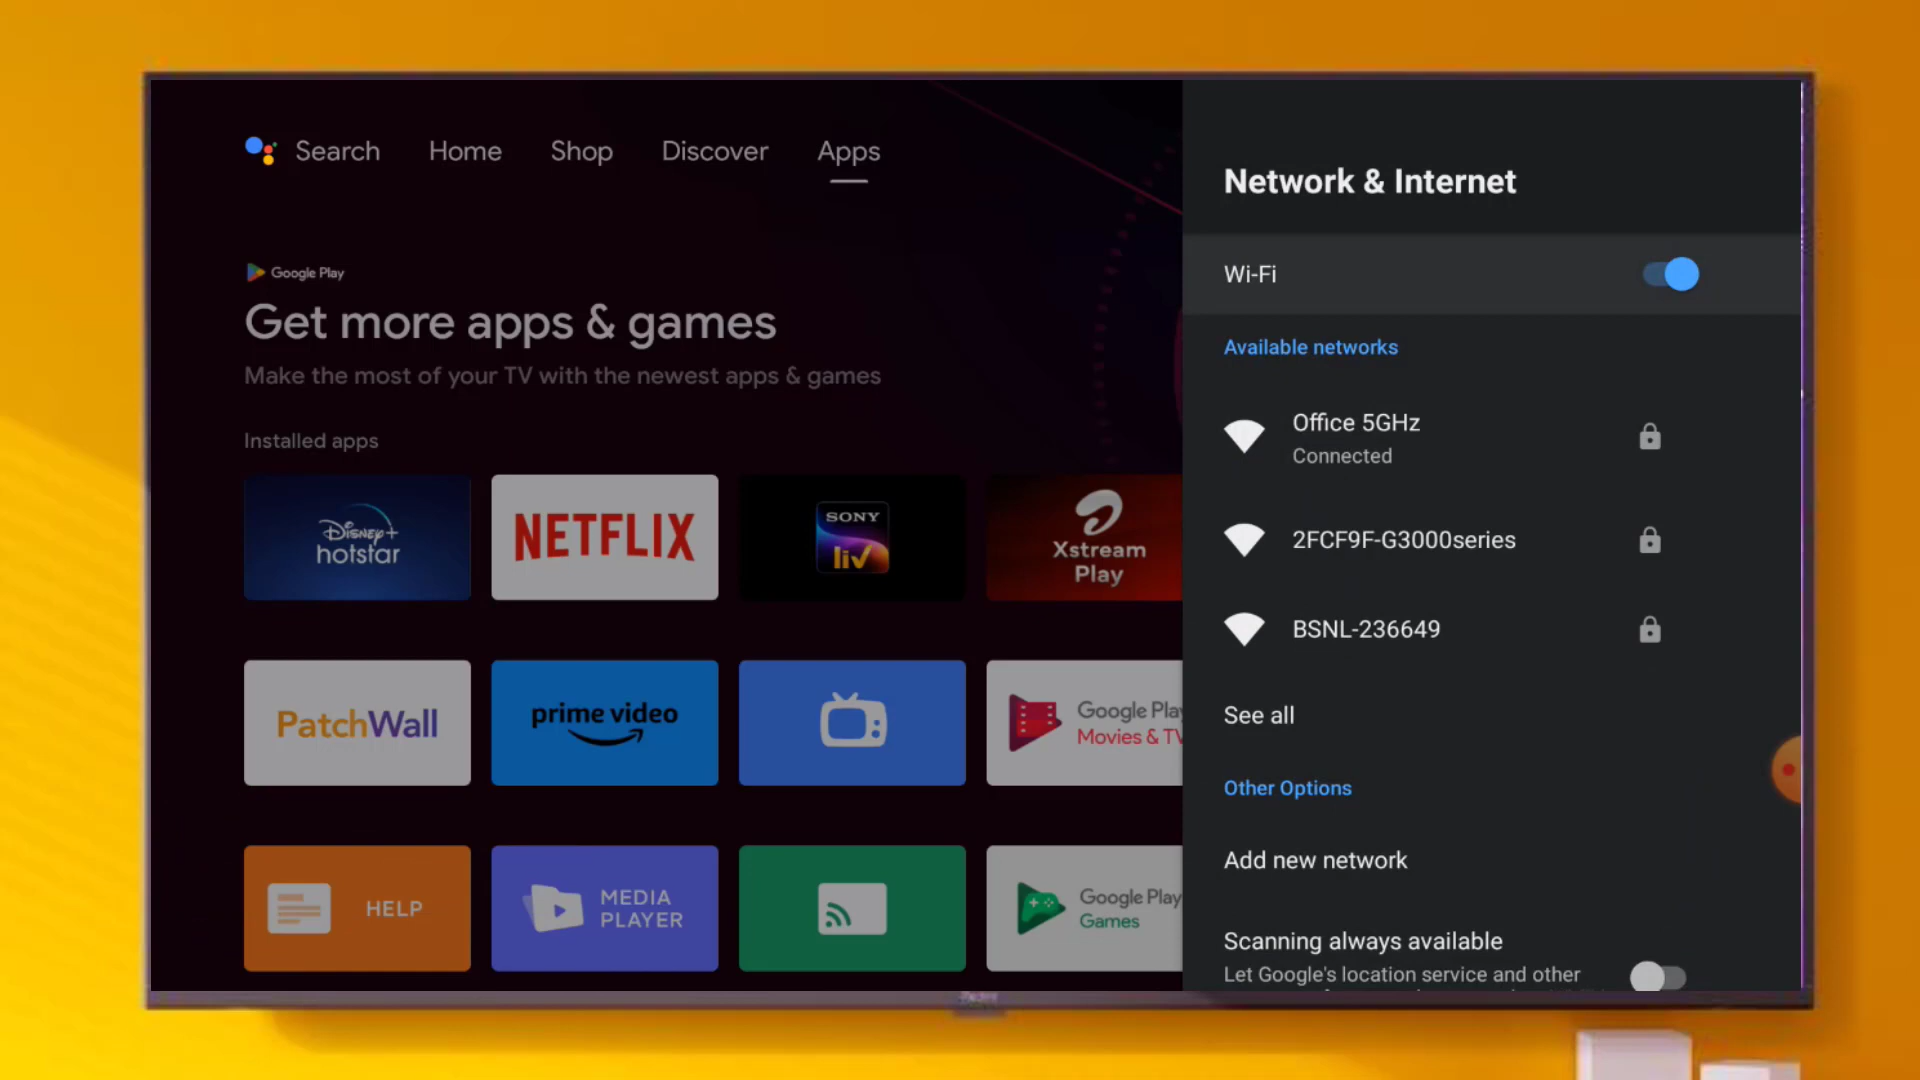 Search Home Shop Discover Apps
Google Play
Get more apps & games
Make the most of your TV with the newest apps & games
Installed apps
Disney+
hotstar
NETFLIX
SONY
liv
Xstream
Play
PatchWall
prime video
Google Play
Movies & TV
HELP
MEDIA
PLAYER
Google Play
Games
Network & Internet
Wi-Fi
Available networks
Office 5GHz
Connected
2FCF9F-G3000series
BSNL-236649
See all
Other Options
Add new network
Scanning always available
Let Google's location service and other